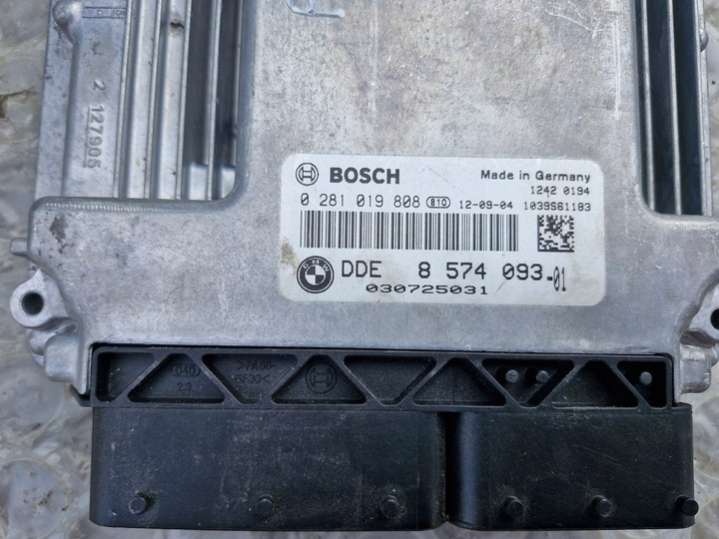 2 127905
BOSCH
Made in Germany
1242 0194
0 281 019 808 BTO 12-09-04 1039S61183
DDE 8 574 093-01
030725031